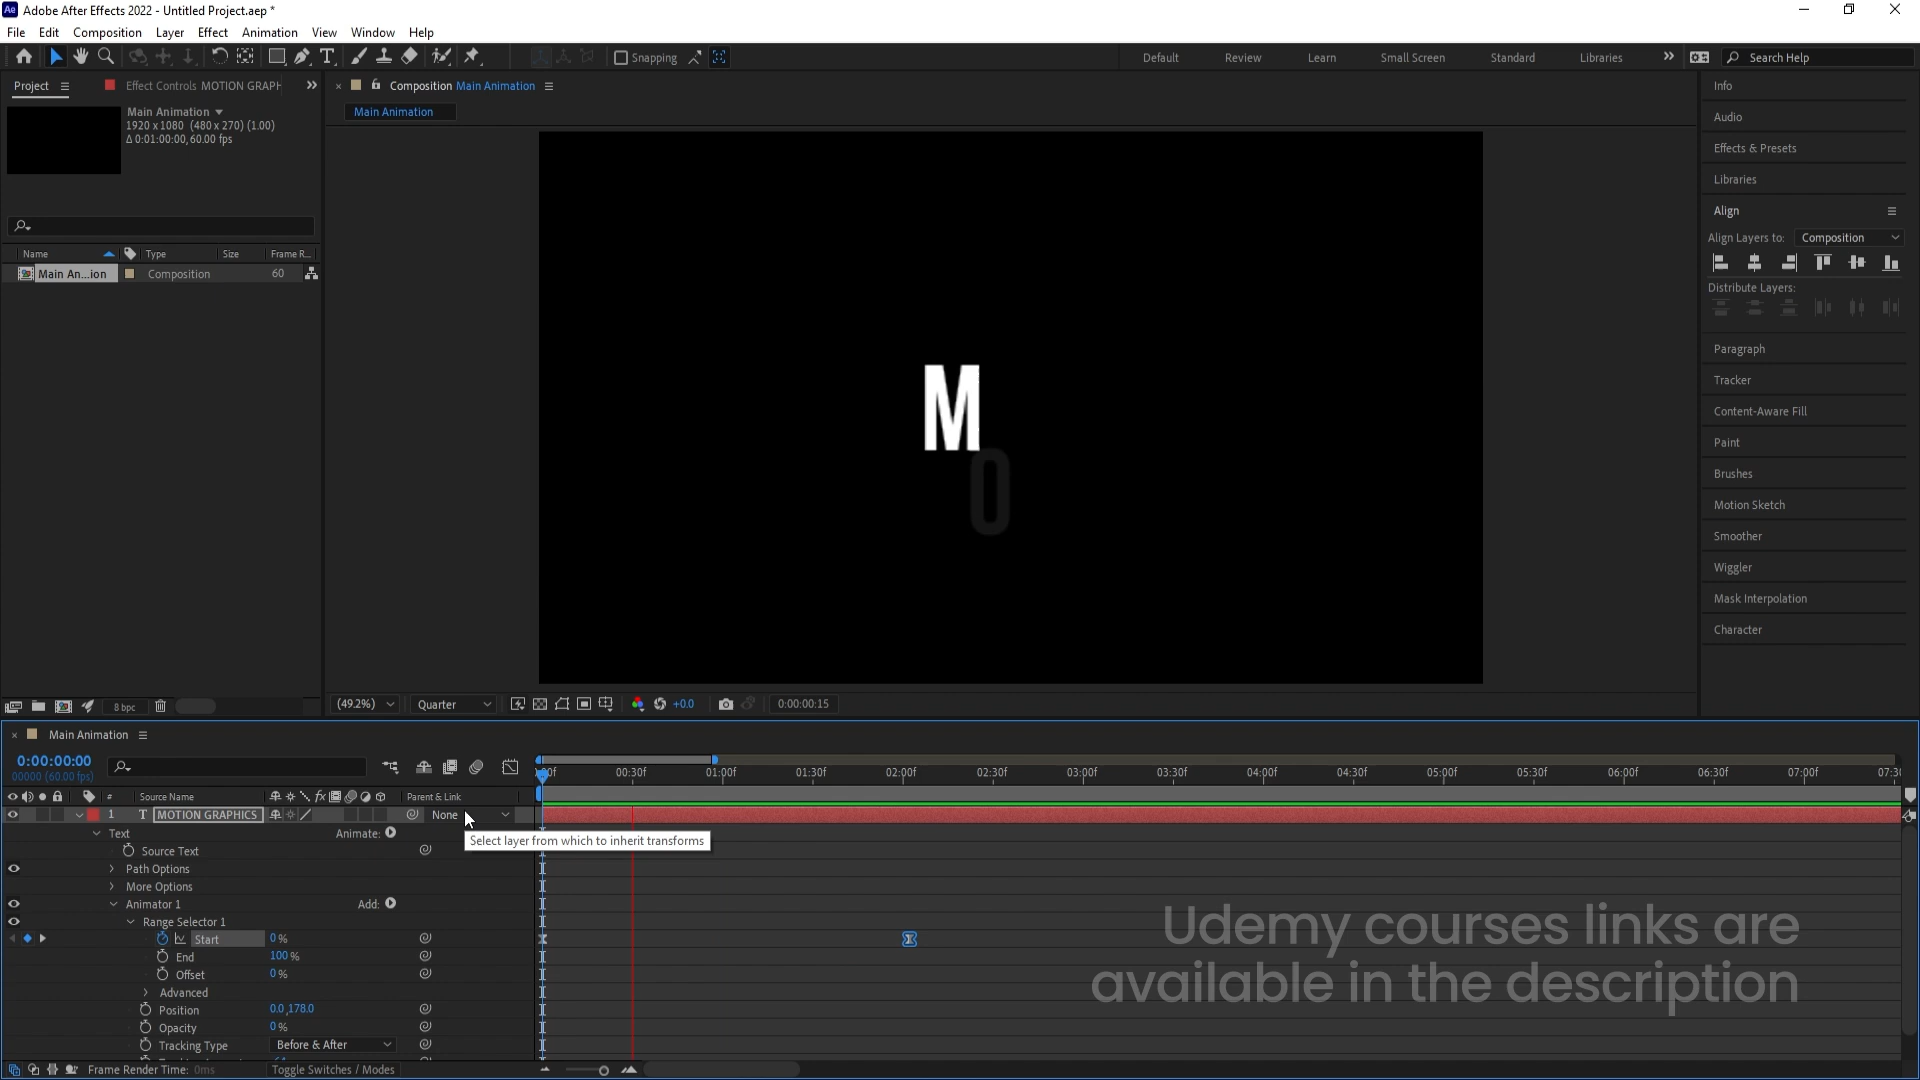 Ae Adobe After Effects 2022 - Untitled Project.aep *
File Edit Composition Layer Effect Animation View Window Help
Snapping
Default Review Learn Small Screen Standard Libraries
Search Help
Project
Effect Controls MOTION GRAPH
Composition Main Animation
Main Animation
Main Animation
1920 x 1080 (480 x 270) (1.00)
Δ 0:01:00:00, 60.00 fps
Name Type Size Frame R...
Main An...ion Composition 60
M
O
Info
Audio
Effects & Presets
Libraries
Align
Align Layers to: Composition
Distribute Layers:
Paragraph
Tracker
Content-Aware Fill
Paint
Brushes
Motion Sketch
Smoother
Wiggler
Mask Interpolation
Character
8 bpc
(49.2%) Quarter +0.0 0:00:00:15
Main Animation
0:00:00:00
00000 (60.00 fps)
00:30f 01:00f 01:30f 02:00f 02:30f 03:00f 03:30f 04:00f 04:30f 05:00f 05:30f 06:00f 06:30f 07:00f
# Source Name fx Parent & Link
1 T MOTION GRAPHICS None
Select layer from which to inherit transforms
Text Animate:
Source Text
Path Options
More Options
Animator 1 Add:
Range Selector 1
Start 0%
End 100%
Offset 0%
Advanced
Position 0.0,178.0
Opacity 0%
Tracking Type Before & After
Frame Render Time: 0ms Toggle Switches / Modes
Udemy courses links are
available in the description